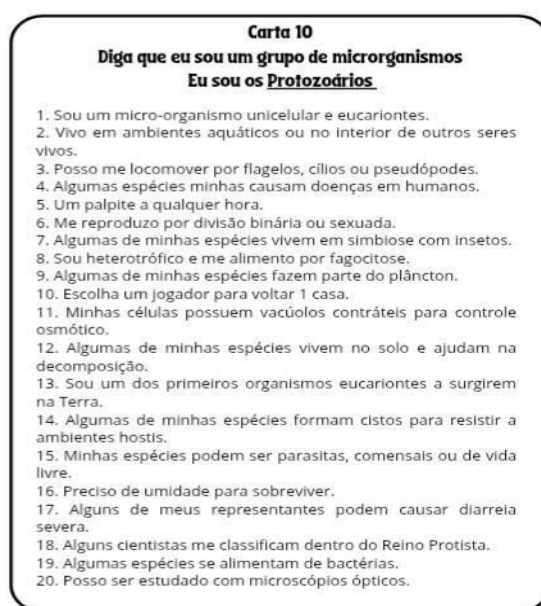 Carta 10
Diga que eu sou um grupo de microrganismos
Eu sou os Protozoários
1. Sou um micro-organismo unicelular e eucariontes.
2. Vivo em ambientes aquáticos ou no interior de outros seres
vivos.
3. Posso me locomover por flagelos, cílios ou pseudópodes.
4. Algumas espécies minhas causam doenças em humanos.
5. Um palpite a qualquer hora.
6. Me reproduzo por divisão binária ou sexuada.
7. Algumas de minhas espécies vivem em simbiose com insetos.
8. Sou heterotrófico e me alimento por fagocitose.
9. Algumas de minhas espécies fazem parte do plâncton.
10. Escolha um jogador para voltar 1 casa.
11. Minhas células possuem vacúolos contráteis para controle
osmótico.
12. Algumas de minhas espécies vivem no solo e ajudam na
decomposição.
13. Sou um dos primeiros organismos eucariontes a surgirem
na Terra.
14. Algumas de minhas espécies formam cistos para resistir a
ambientes hostis.
15. Minhas espécies podem ser parasitas, comensais ou de vida
livre.
16. Preciso de umidade para sobreviver.
17. Alguns de meus representantes podem causar diarreia
severa.
18. Alguns cientistas me classificam dentro do Reino Protista.
19. Algumas espécies se alimentam de bactérias.
20. Posso ser estudado com microscópios ópticos.